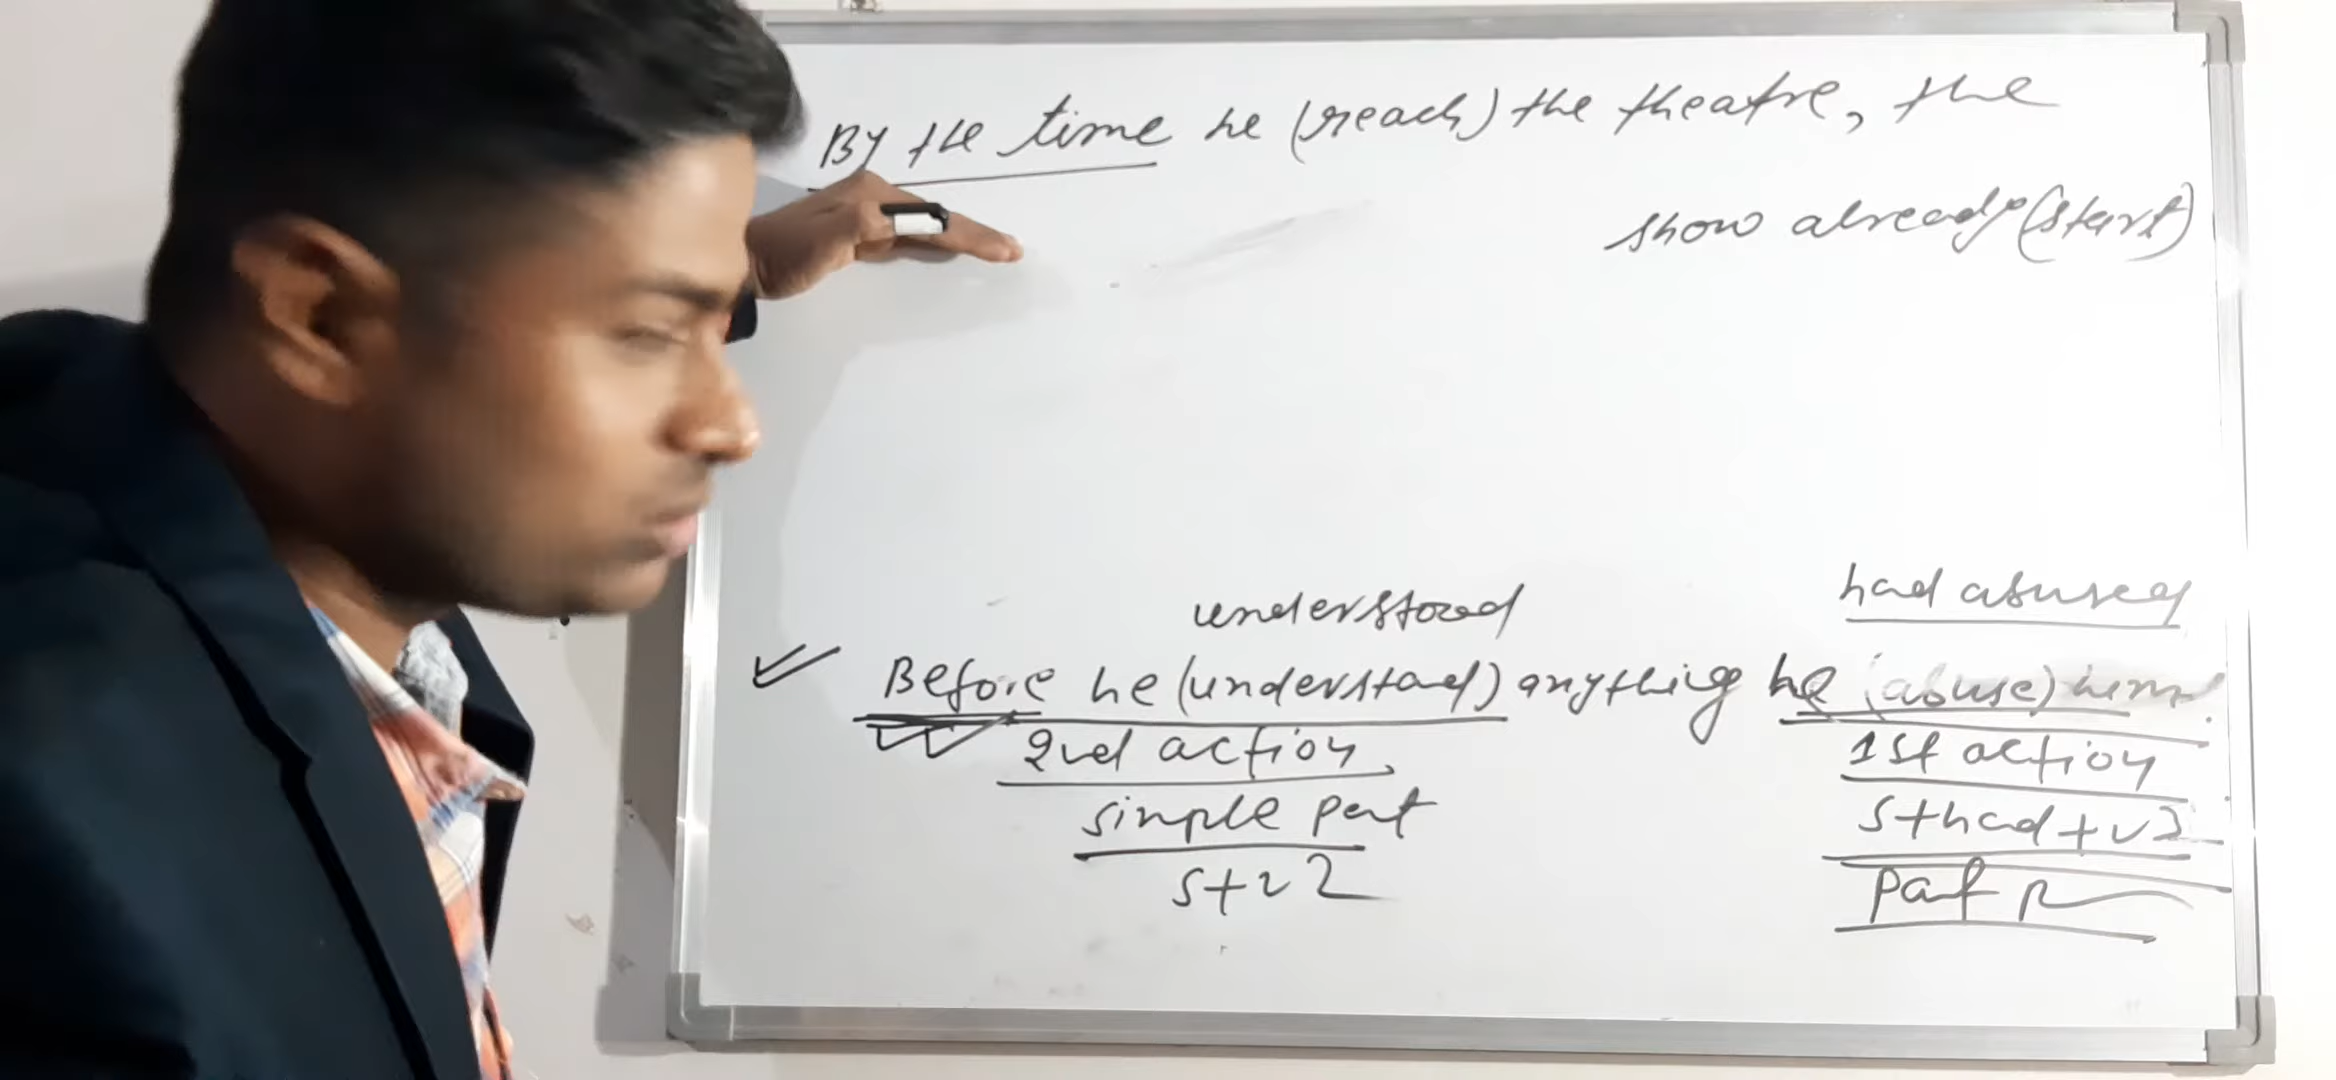 By the time he (reach) the theatre, the
show already (start)
understood
had abused
Before he (understand) anything he (abuse) him
2nd action
1st action
simple past
s+had+v3
s+v2
Past